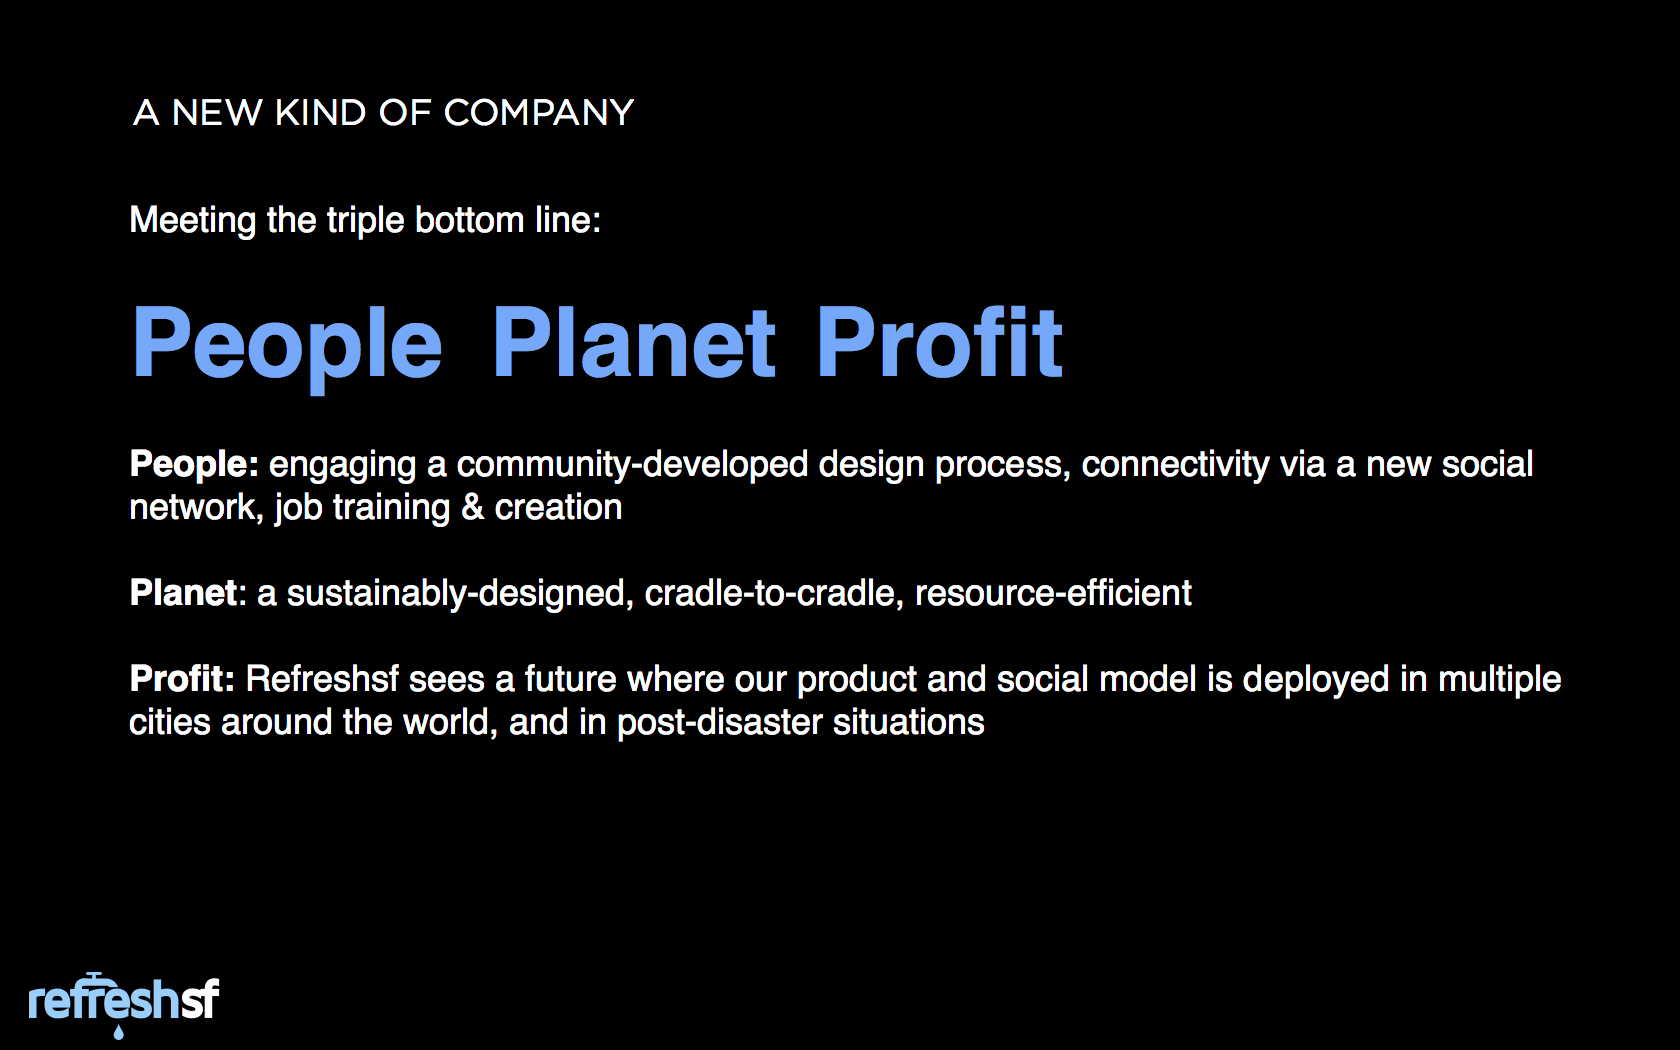 A NEW KIND OF COMPANY
Meeting the triple bottom line:
People Planet Profit
People: engaging a community-developed design process, connectivity via a new social
network, job training & creation
Planet: a sustainably-designed, cradle-to-cradle, resource-efficient
Profit: Refreshsf sees a future where our product and social model is deployed in multiple
cities around the world, and in post-disaster situations
refreshsf